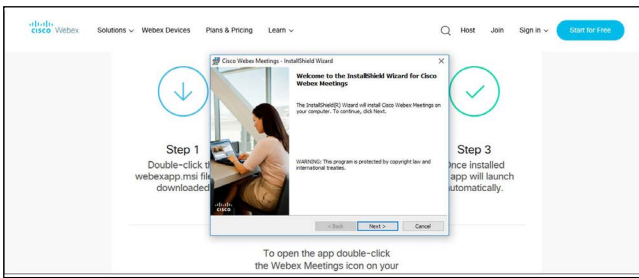 CISCO Webex Solutions Webex Devices Plans & Pricing Learn Host Join Sign in Start for Free
Cisco Webex Meetings - InstallShield Wizard
Welcome to the InstallShield Wizard for Cisco
Webex Meetings
The InstallShield(R) Wizard will install Cisco Webex Meetings on
your computer. To continue, click Next.
WARNING: This program is protected by copyright law and
international treaties.
CISCO
< Back Next > Cancel
Step 1
Double-click t
webexapp.msi file
downloaded
Step 3
Once installed
app will launch
utomatically.
To open the app double-click
the Webex Meetings icon on your